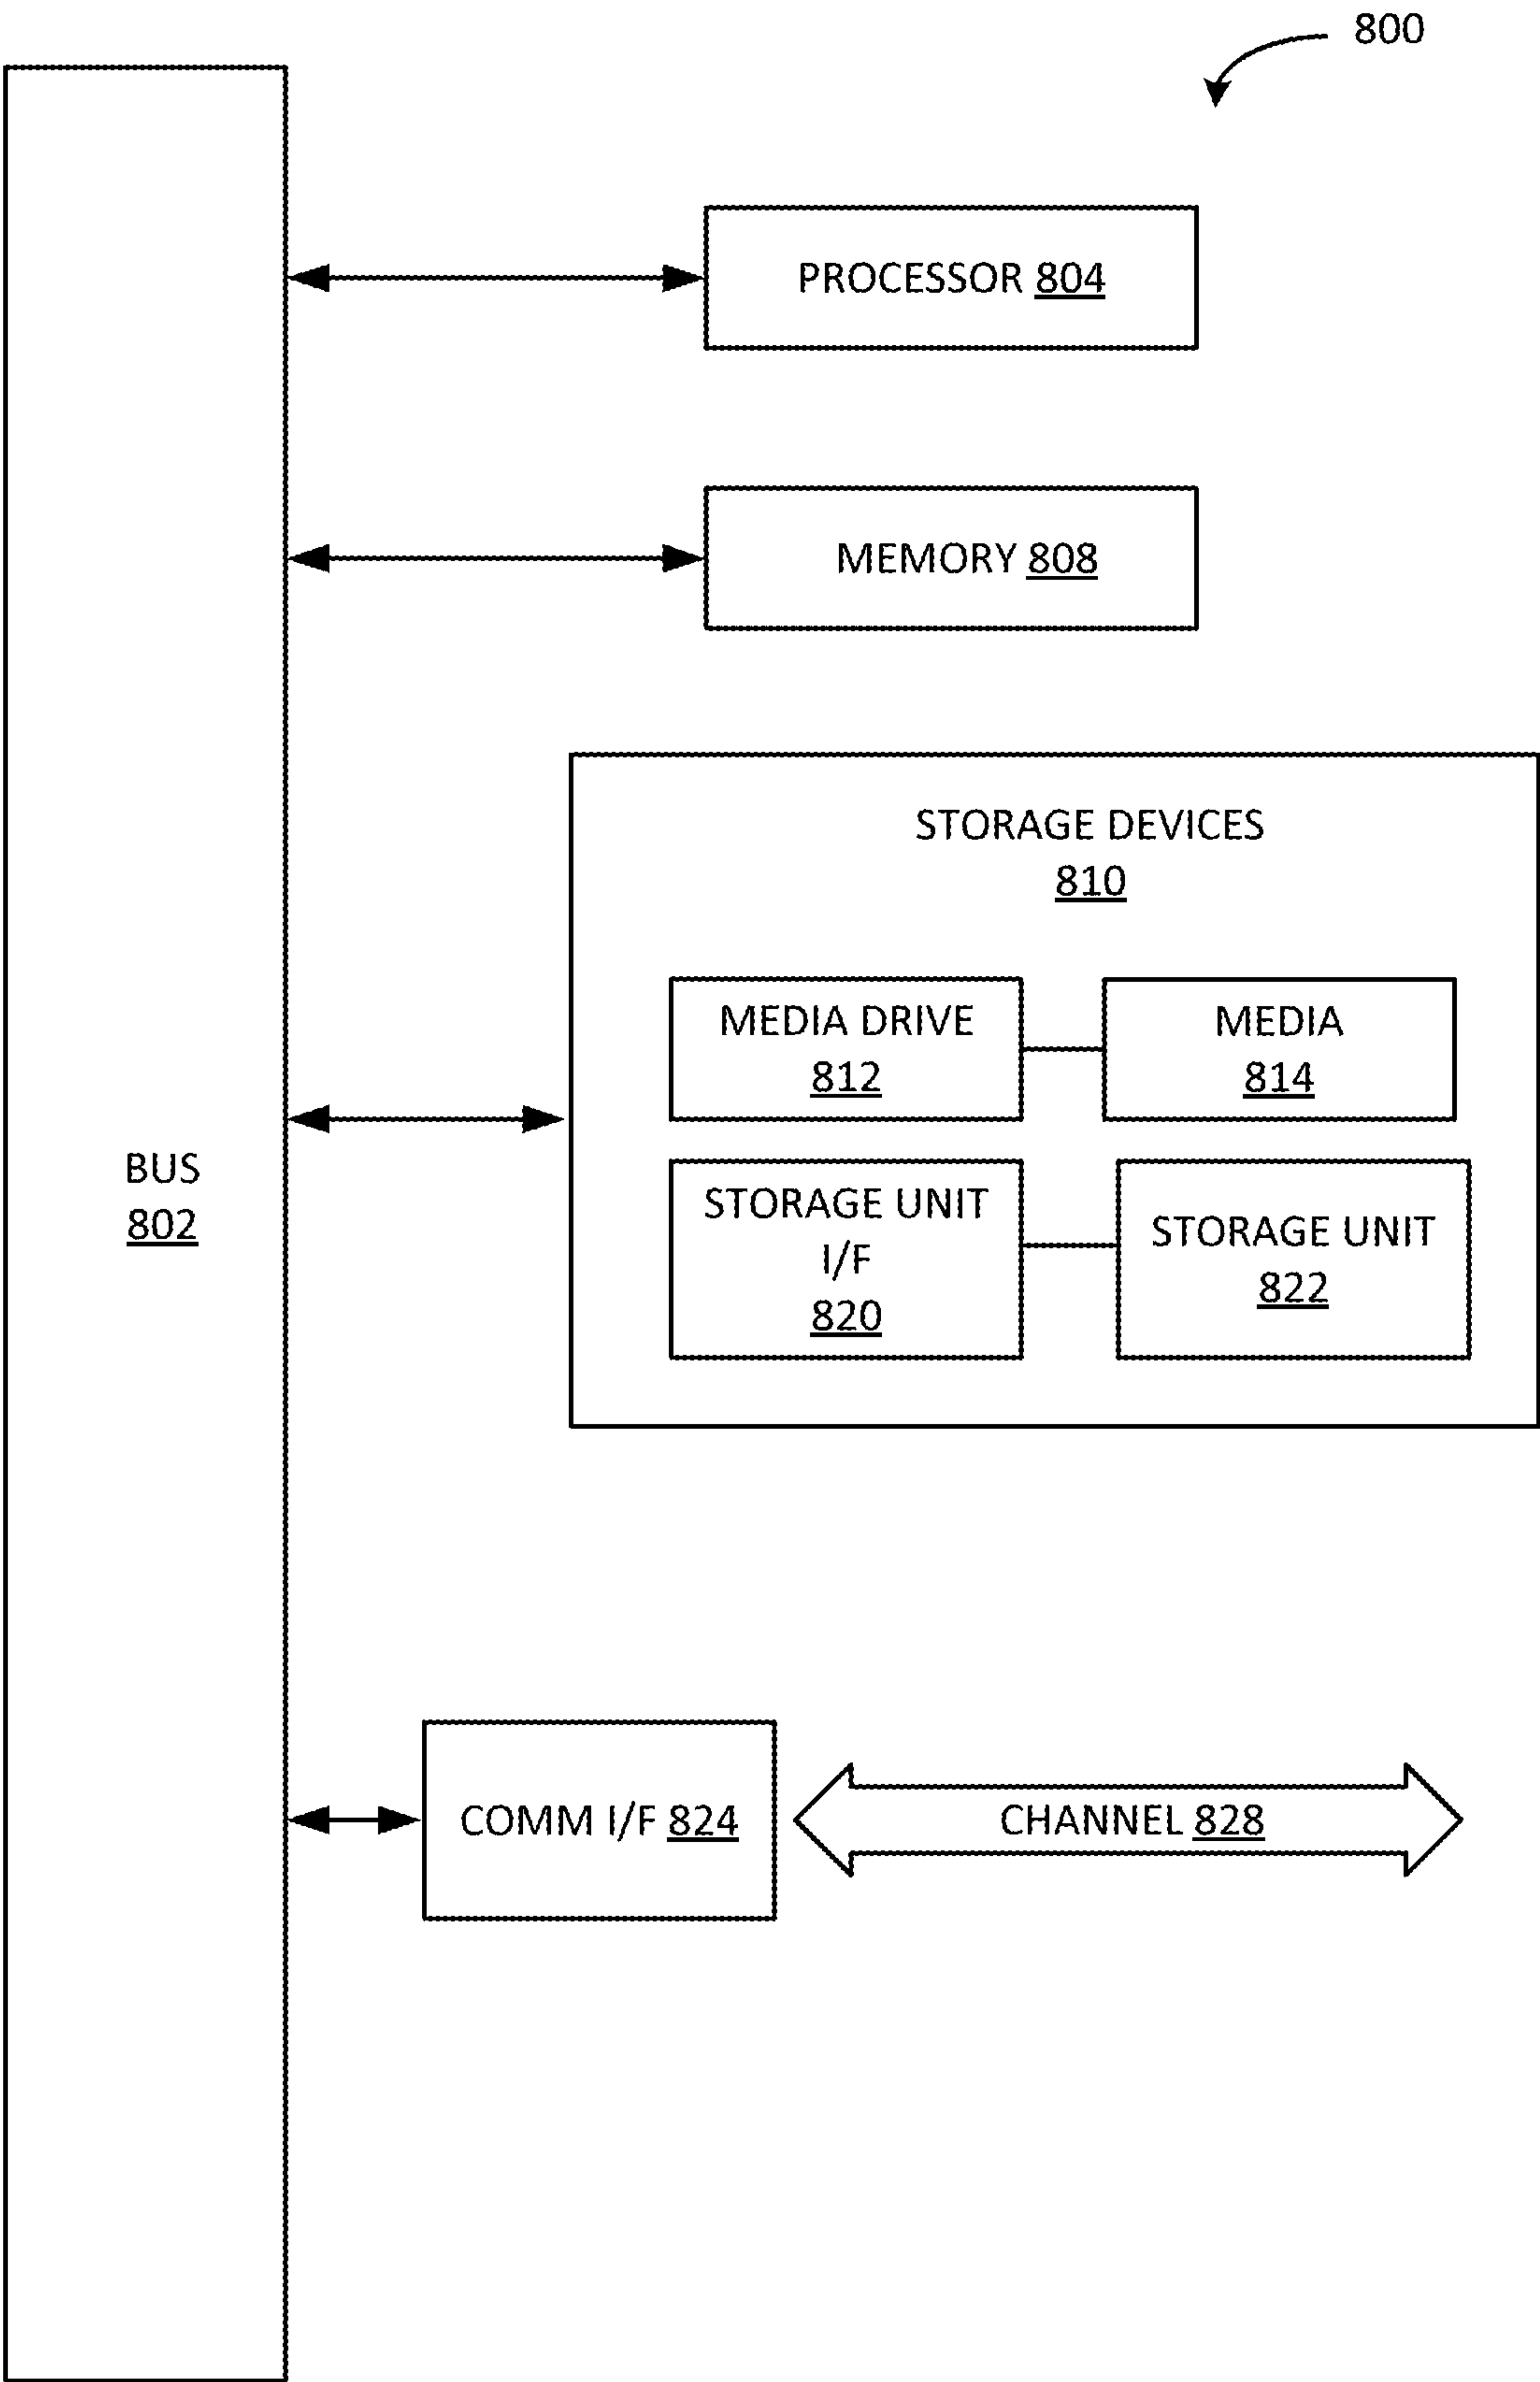 800
PROCESSOR 804
MEMORY 808
STORAGE DEVICES
810
MEDIA DRIVE
812
MEDIA
814
BUS
802
STORAGE UNIT
I/F
820
STORAGE UNIT
822
COMM I/F 824
CHANNEL 828